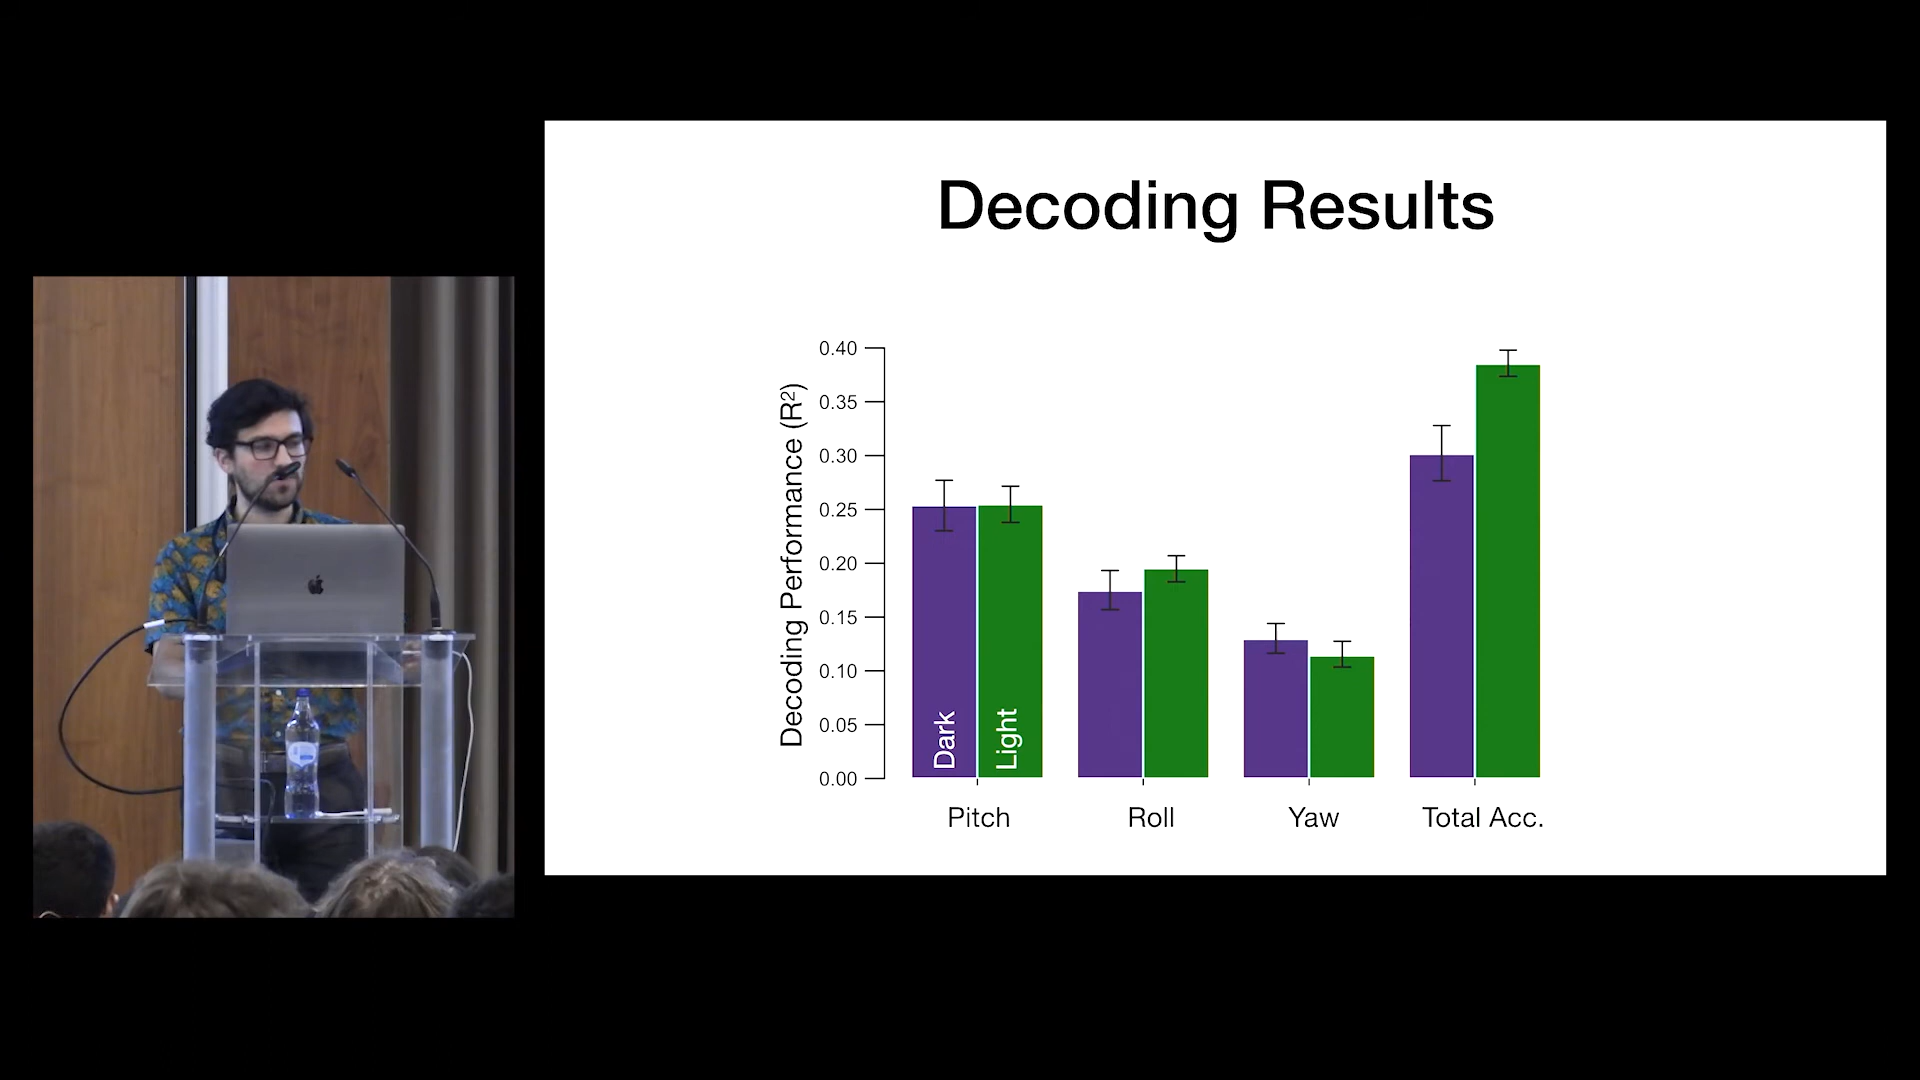 Decoding Results
Decoding Performance (R²)
0.40
0.35
0.30
0.25
0.20
0.15
0.10
0.05
0.00
Dark
Light
Pitch
Roll
Yaw
Total Acc.